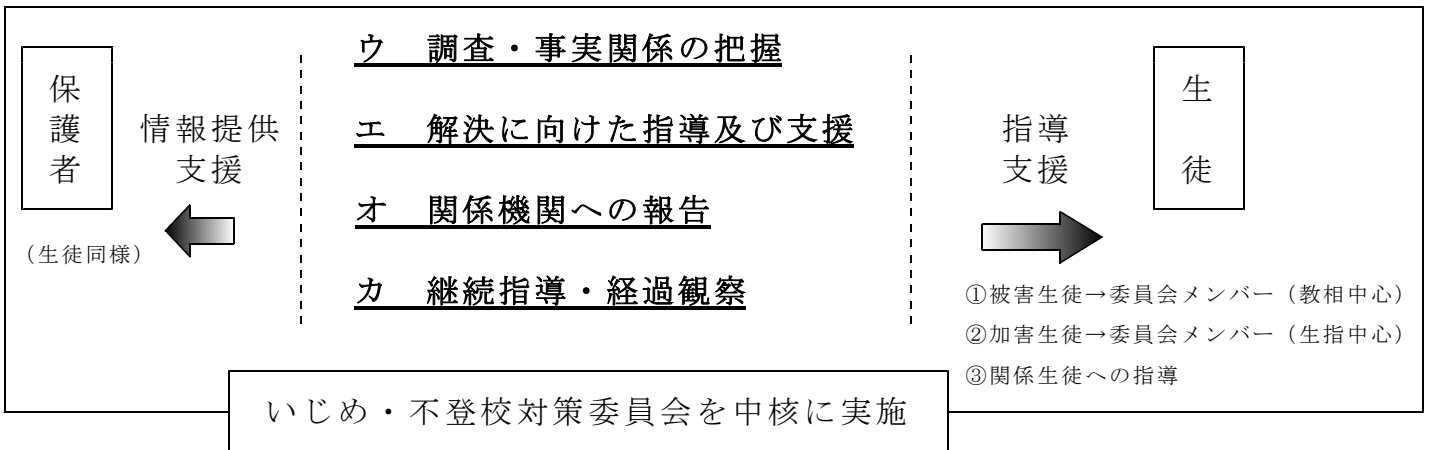 保護者
情報提供
支援
(生徒同様)
ウ　調査・事実関係の把握
エ　解決に向けた指導及び支援
オ　関係機関への報告
カ　継続指導・経過観察
指導
支援
生徒
①被害生徒→委員会メンバー（教相中心）
②加害生徒→委員会メンバー（生指中心）
③関係生徒への指導
いじめ・不登校対策委員会を中核に実施